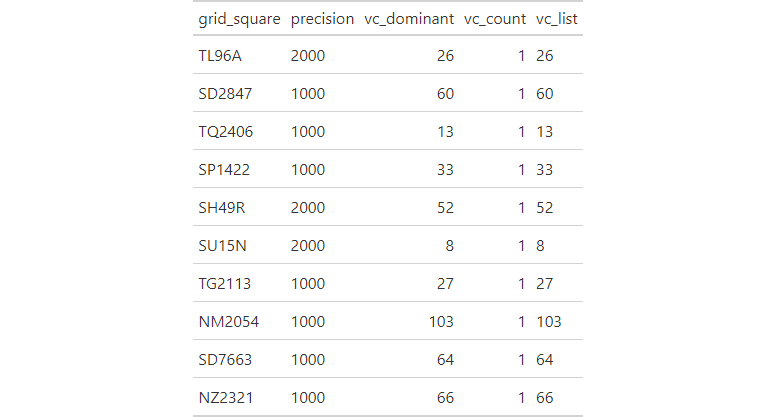 grid_square precision vc_dominant vc_count vc_list
TL96A 2000 26 1 26
SD2847 1000 60 1 60
TQ2406 1000 13 1 13
SP1422 1000 33 1 33
SH49R 2000 52 1 52
SU15N 2000 8 1 8
TG2113 1000 27 1 27
NM2054 1000 103 1 103
SD7663 1000 64 1 64
NZ2321 1000 66 1 66